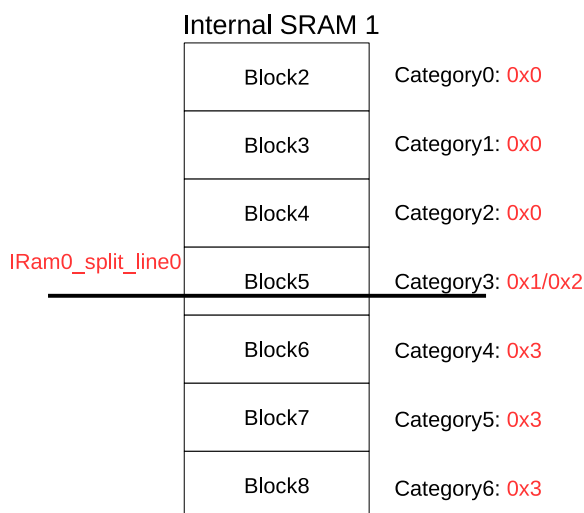 Internal SRAM 1
Block2 Category0: 0x0
Block3 Category1: 0x0
Block4 Category2: 0x0
IRam0_split_line0
Block5 Category3: 0x1/0x2
Block6 Category4: 0x3
Block7 Category5: 0x3
Block8 Category6: 0x3